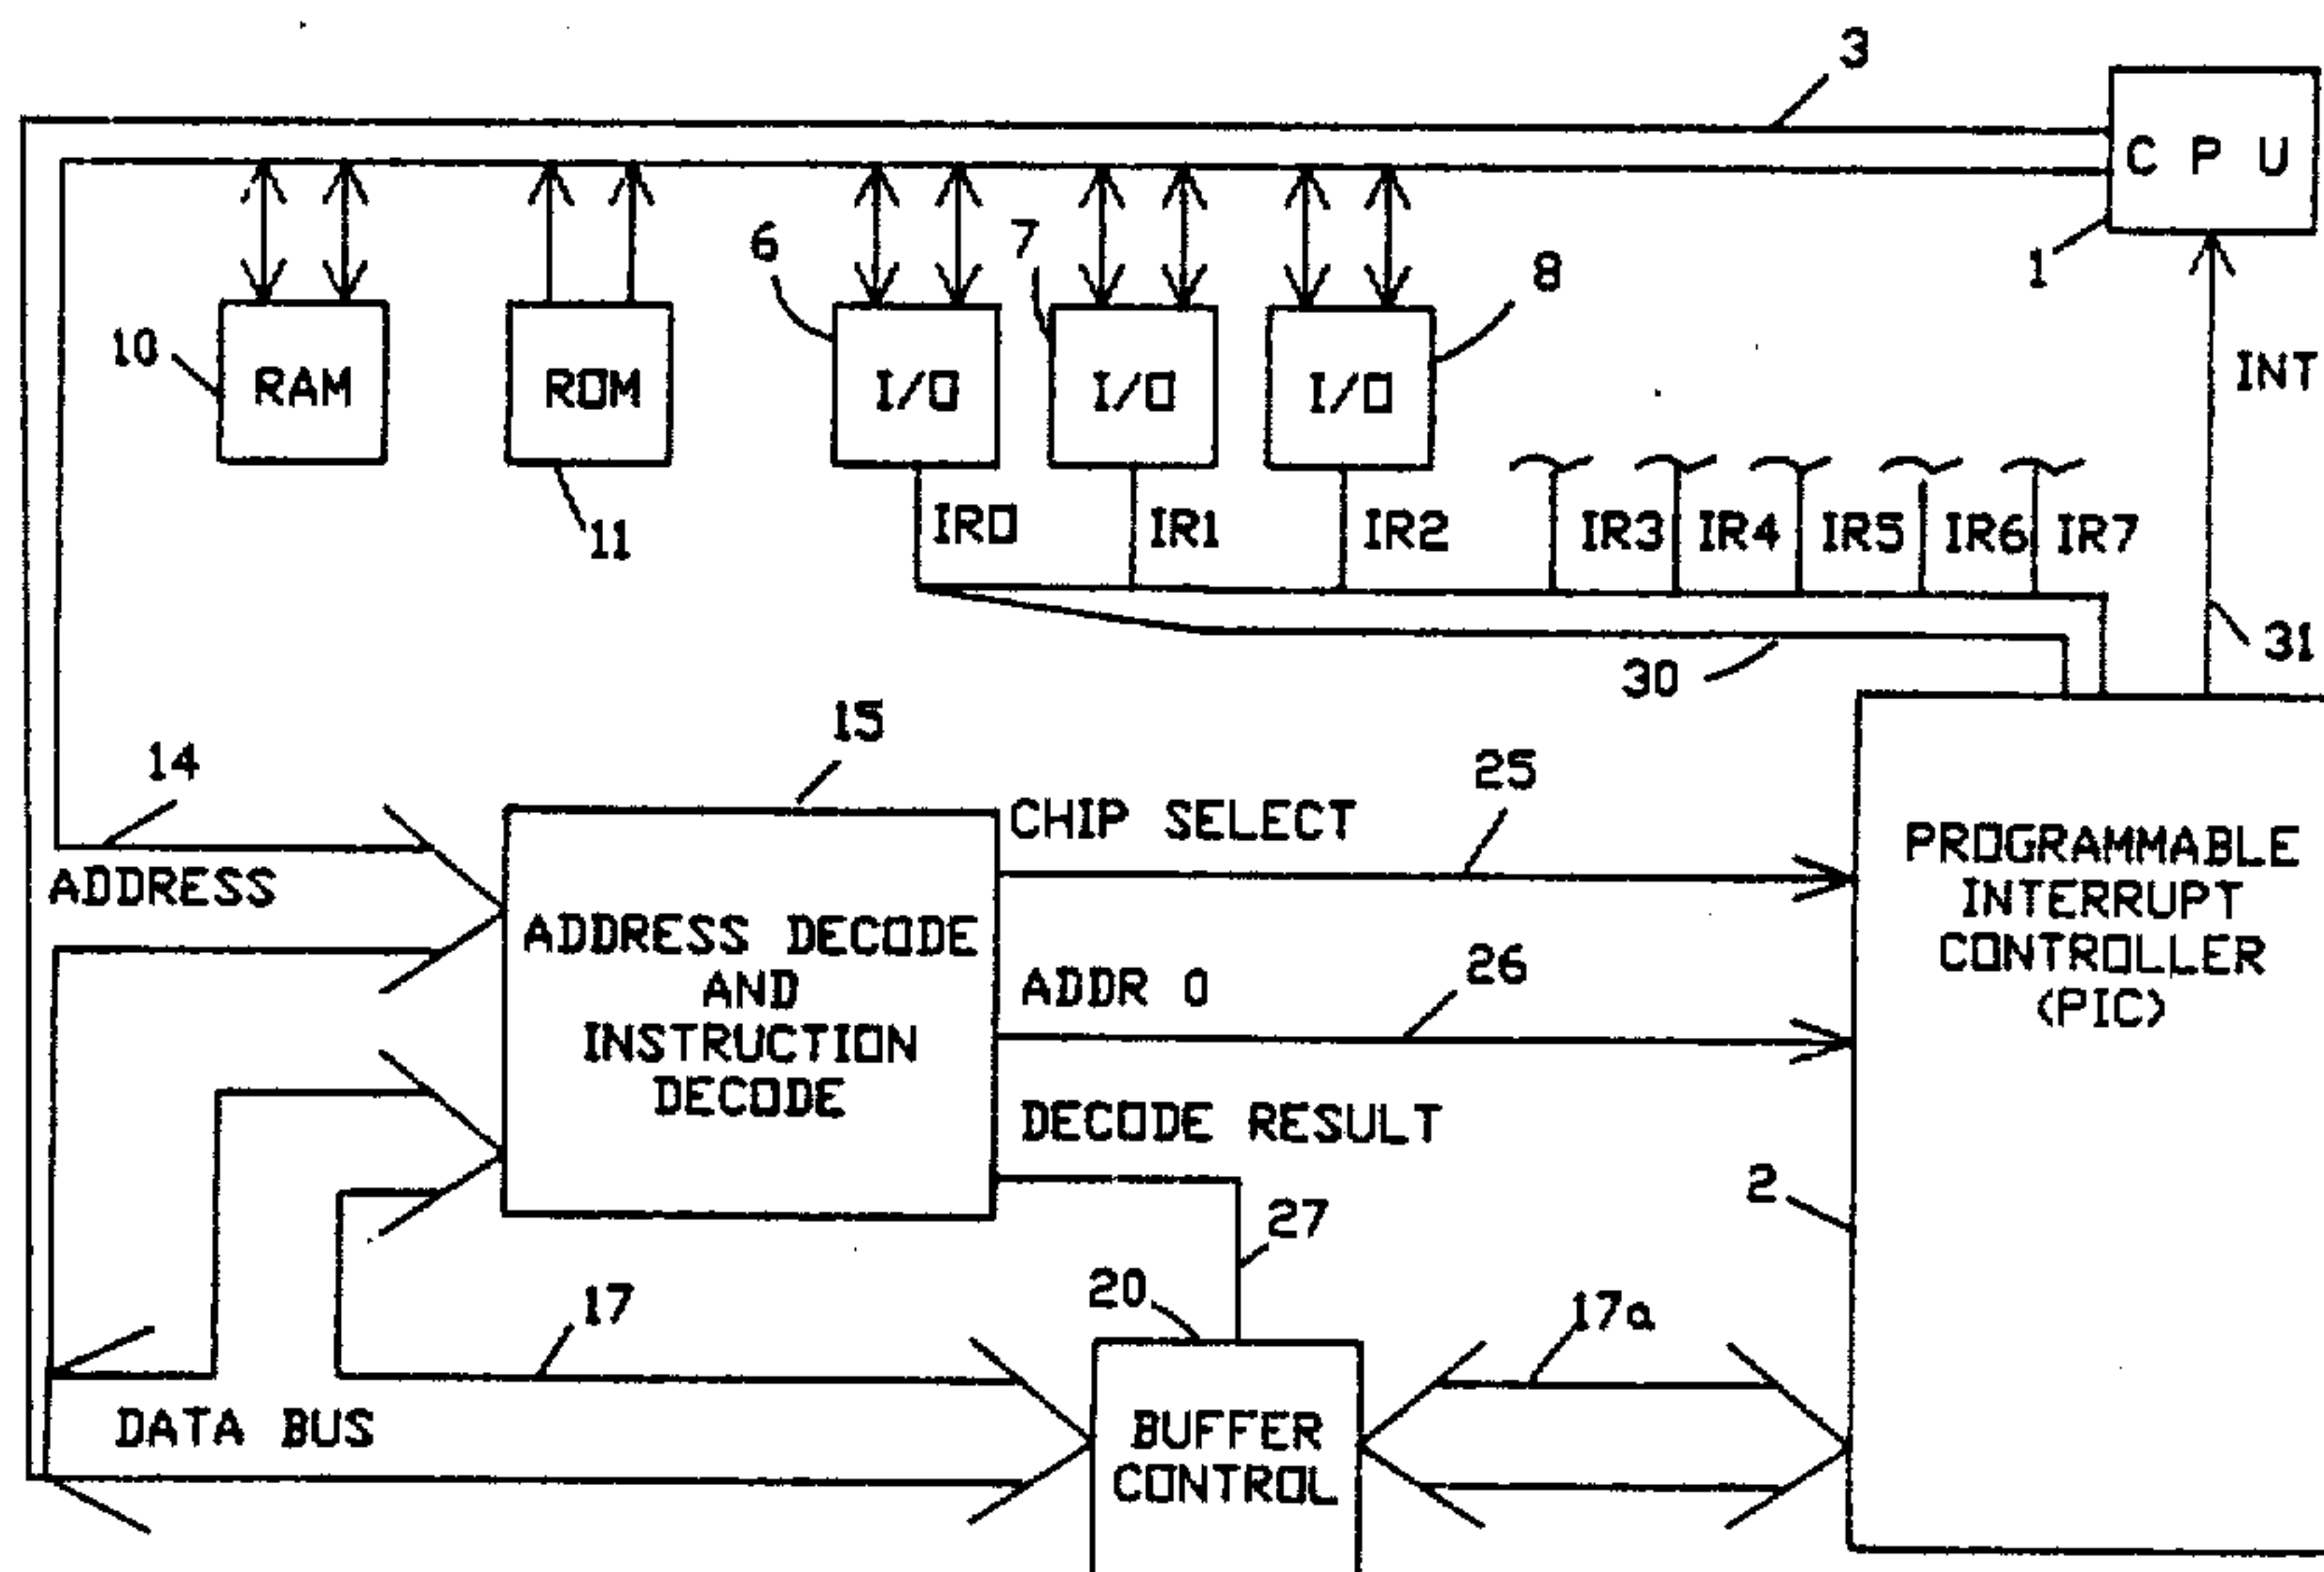 3
C P U
1
6
7
8
10
RAM
ROM
I/O
I/O
I/O
INT
11
IR0
IR1
IR2
IR3
IR4
IR5
IR6
IR7
31
30
15
14
25
CHIP SELECT
ADDRESS
PROGRAMMABLE
INTERRUPT
CONTROLLER
(PIC)
ADDRESS DECODE
AND
INSTRUCTION
DECODE
26
ADDR 0
DECODE RESULT
2
27
20
17
17a
DATA BUS
BUFFER
CONTROL